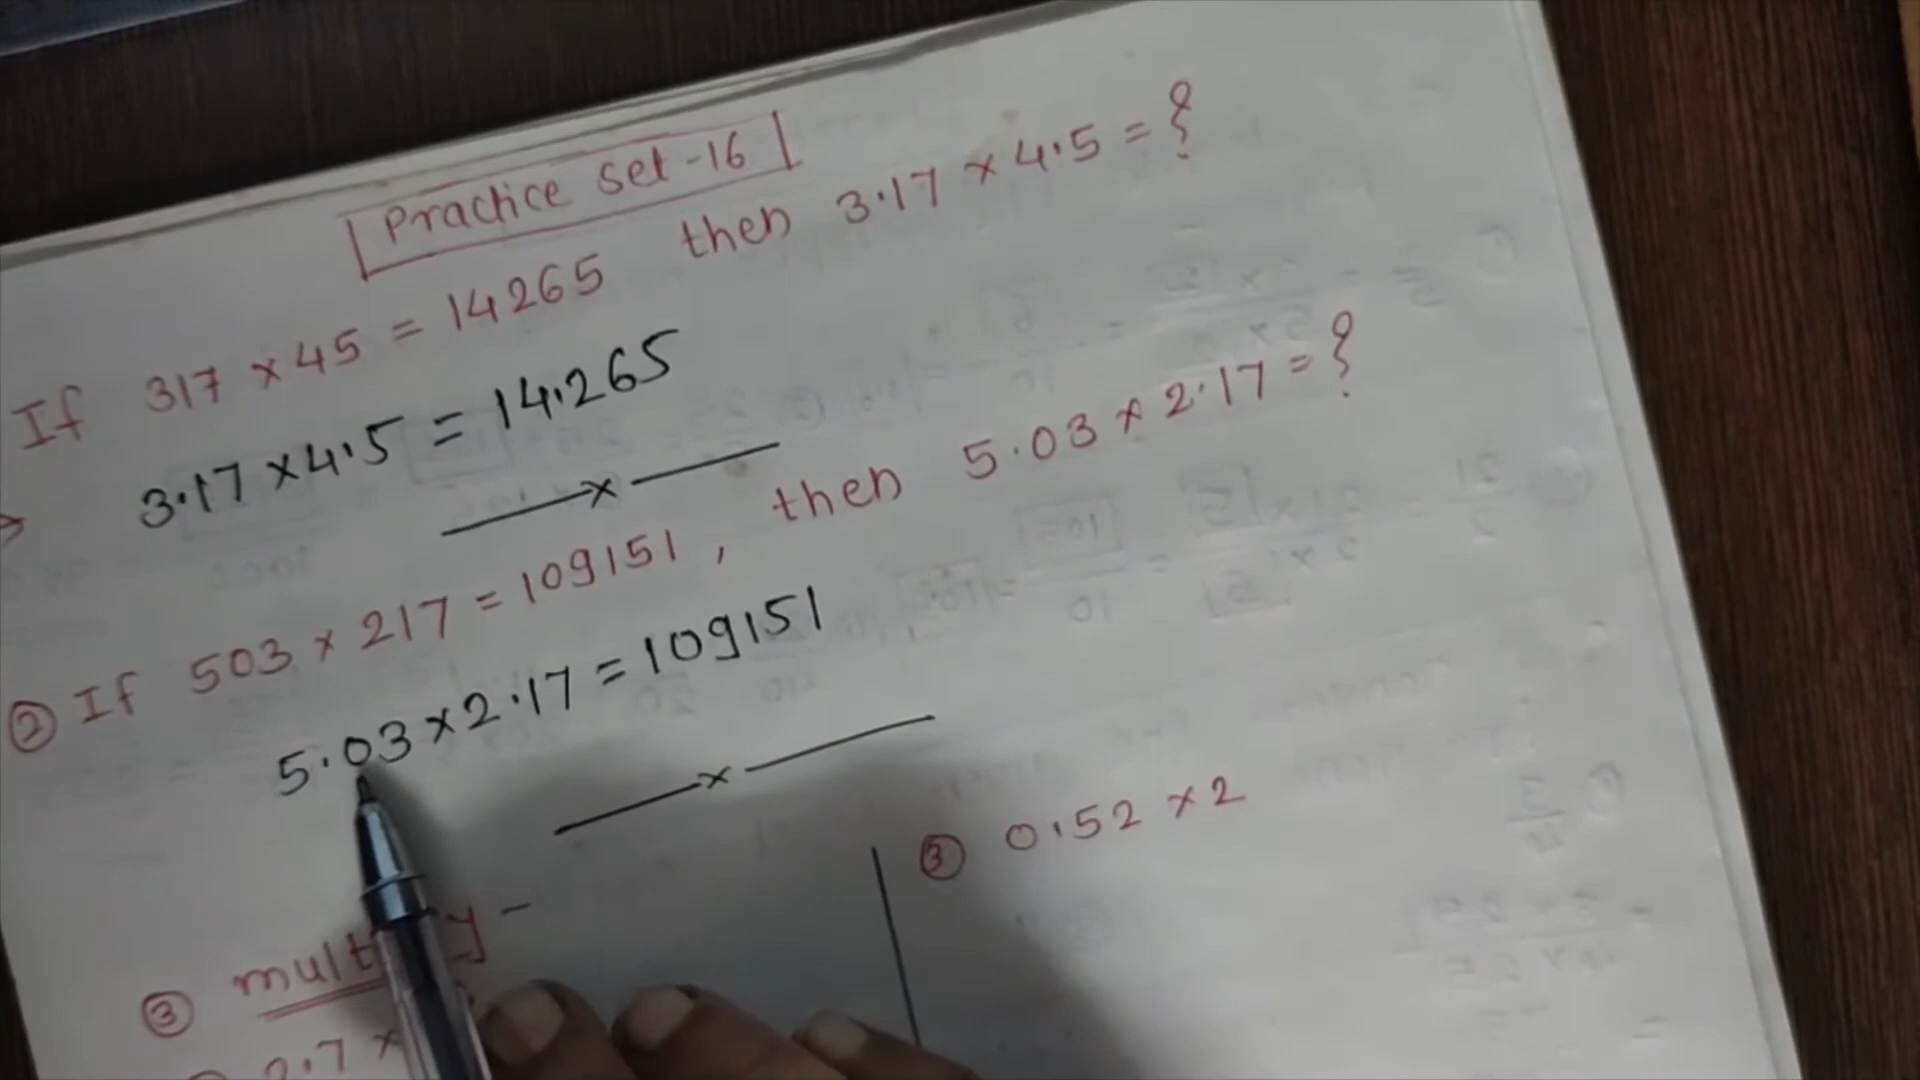 Practice Set-16
If 317 × 45 = 14265 then 3.17 × 4.5 = ?
3.17 × 4.5 = 14.265
② If 503 × 217 = 109151, then 5.03 × 2.17 = ?
5.03 × 2.17 = 109151
③ 0.52 × 2
③
2.7 ×